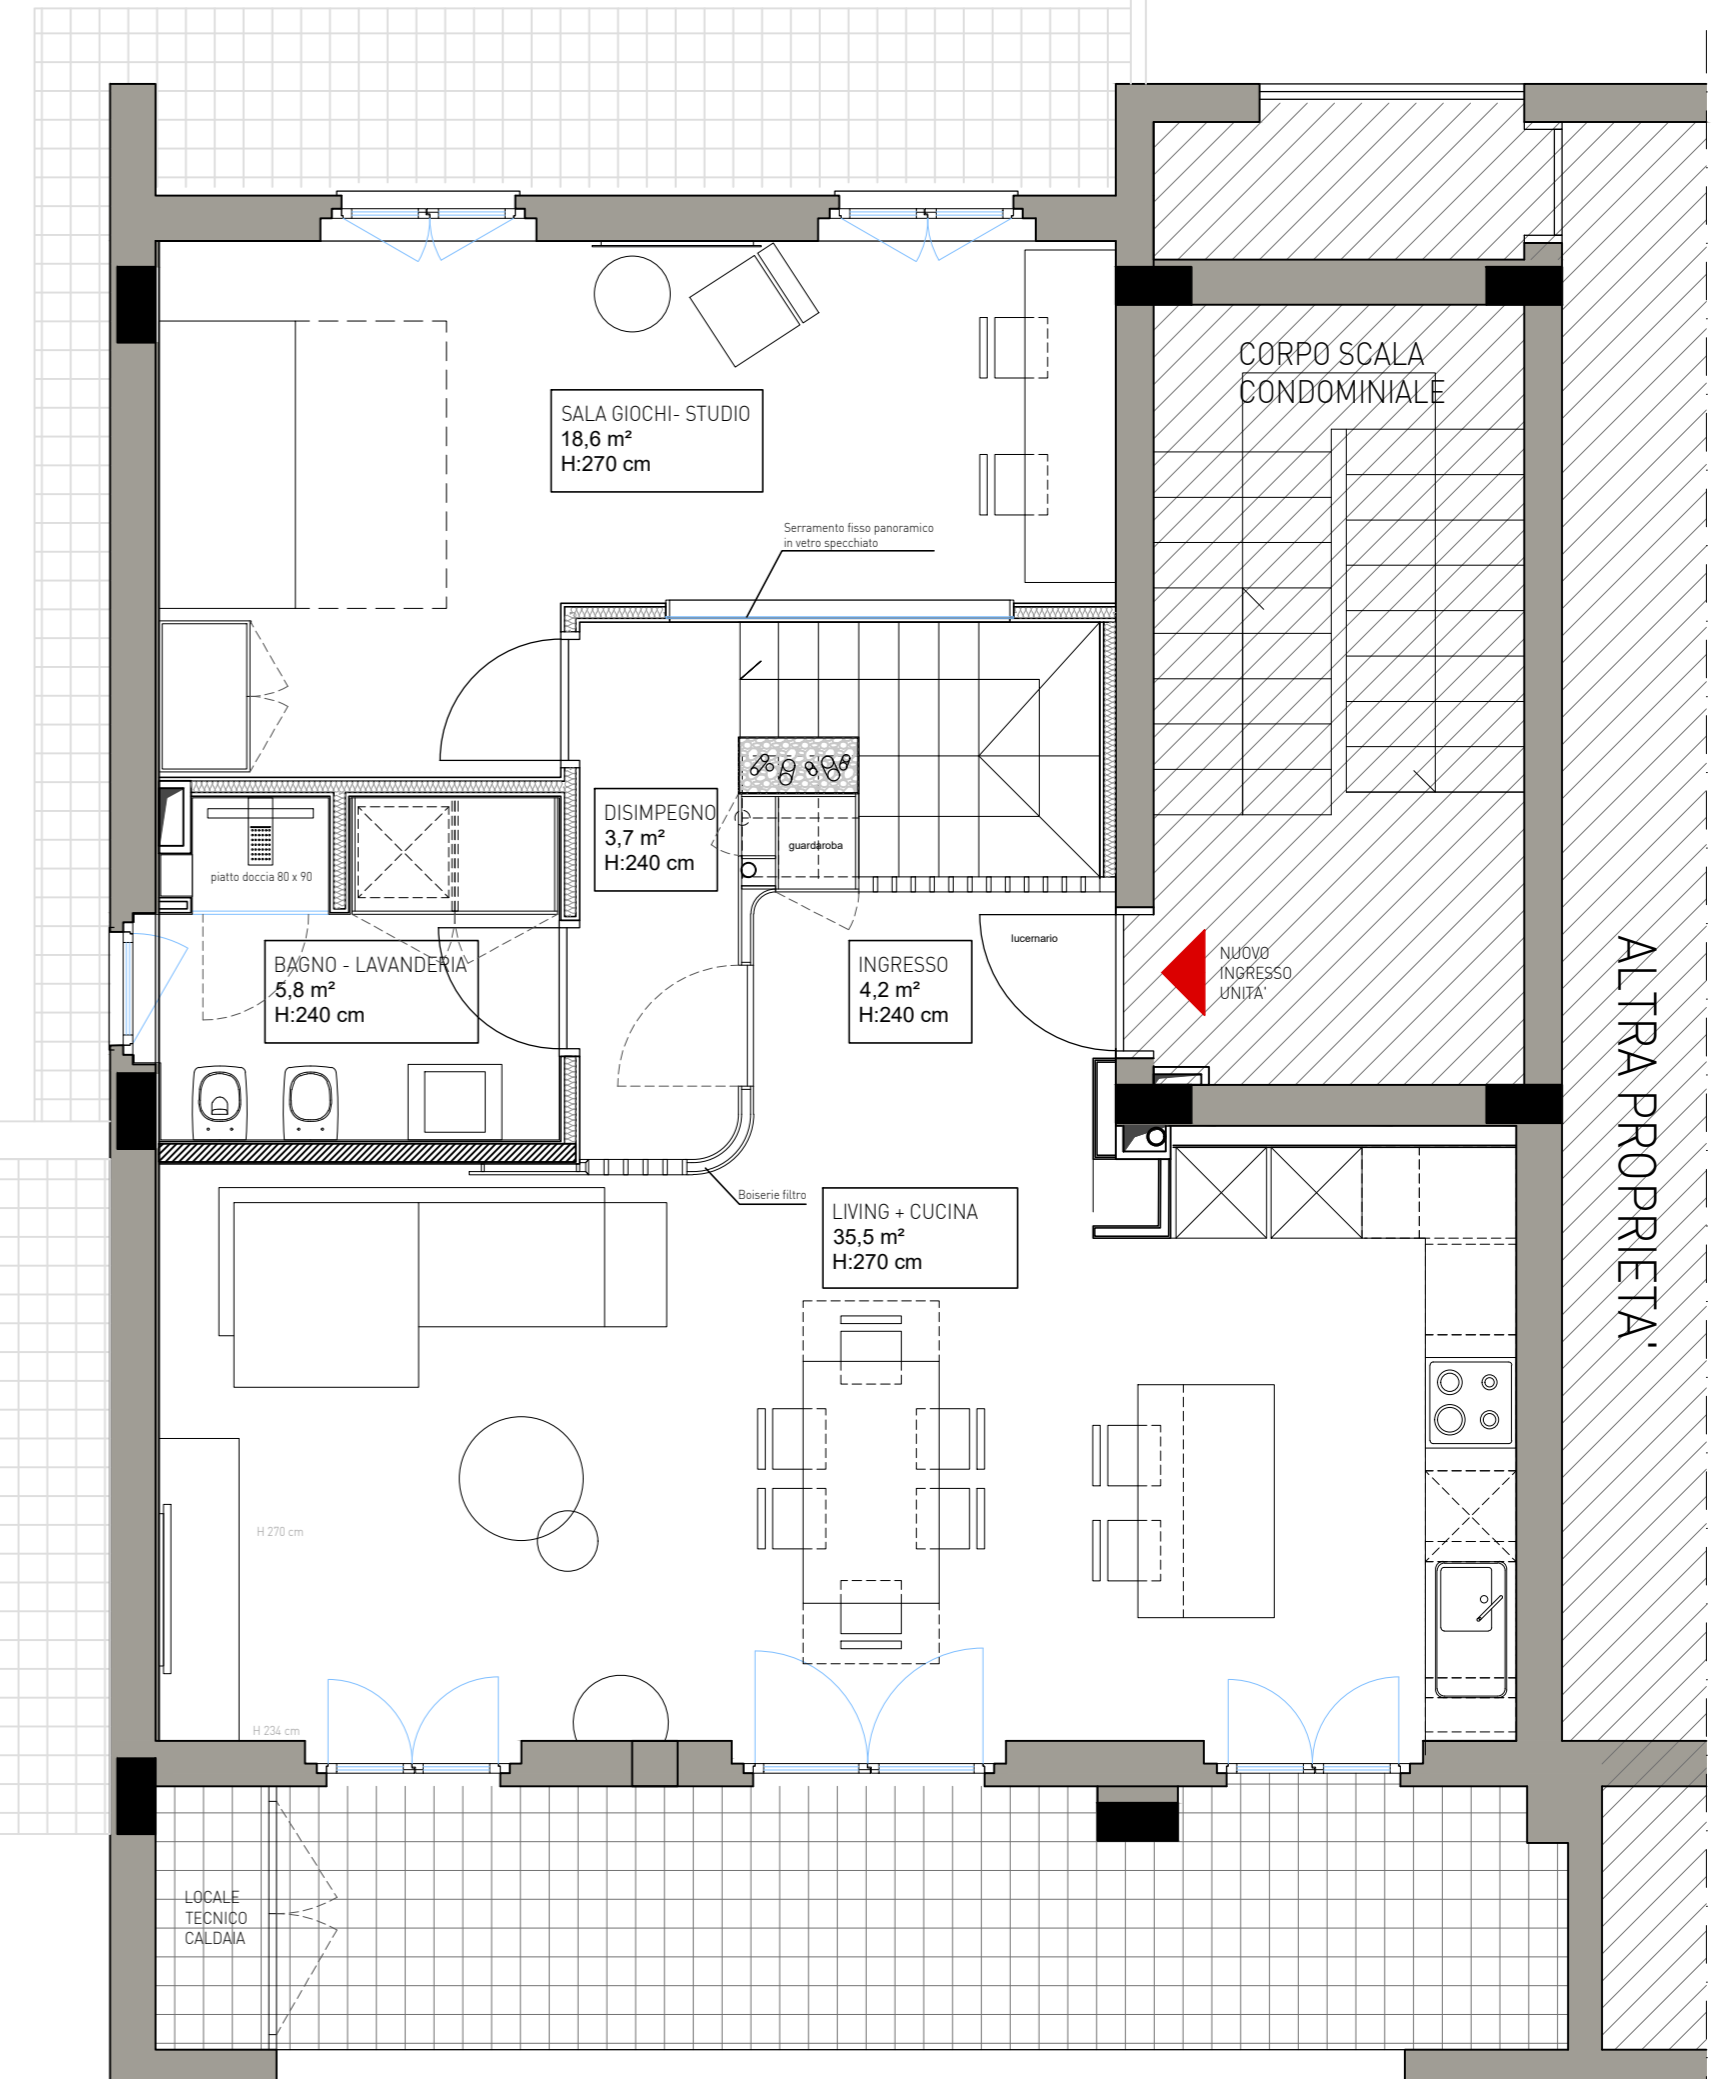 CORPO SCALA
CONDOMINIALE
SALA GIOCHI- STUDIO
18,6 m²
H:270 cm
Serramento fisso panoramico
in vetro specchiato
DISIMPEGNO
3,7 m²
H:240 cm
guardaroba
piatto doccia 80 x 90
BAGNO - LAVANDERIA
5,8 m²
H:240 cm
INGRESSO
4,2 m²
H:240 cm
lucernario
NUOVO
INGRESSO
UNITA'
ALTRA PROPRIETA'
Boiserie filtro
LIVING + CUCINA
35,5 m²
H:270 cm
H 270 cm
H 234 cm
LOCALE
TECNICO
CALDAIA